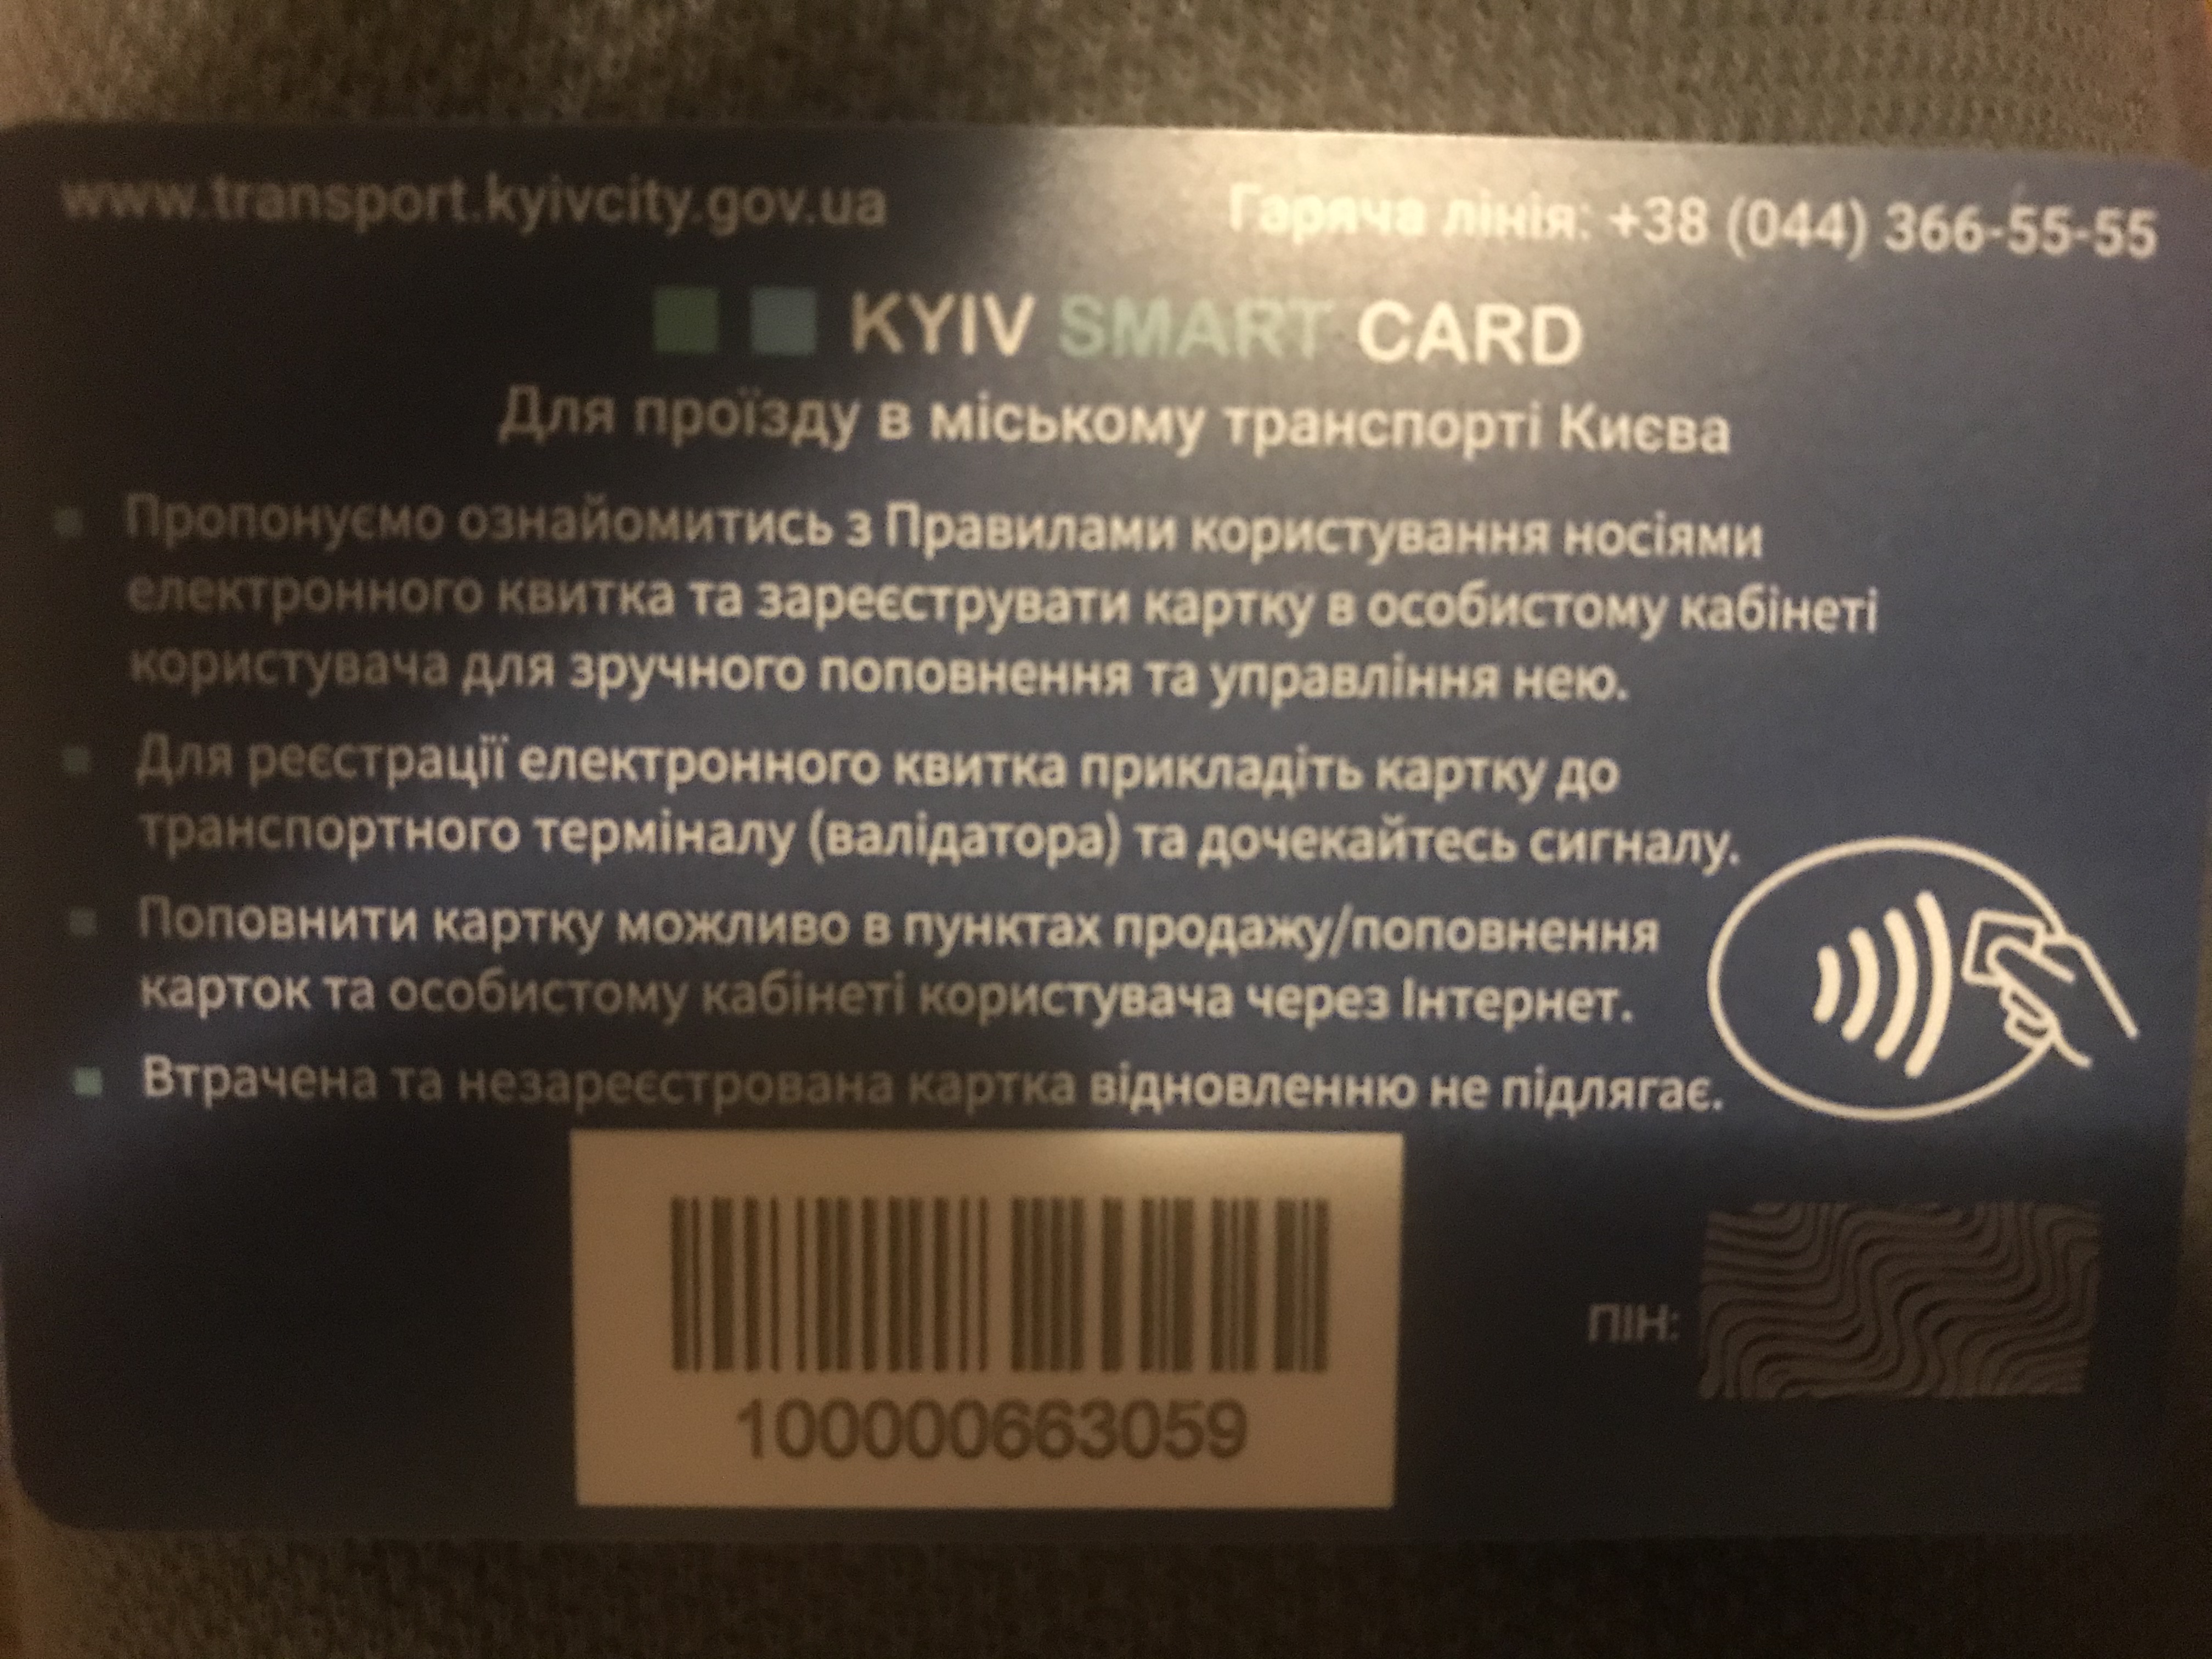 www.transport.kyivcity.gov.ua
Гаряча лінія: +38 (044) 366-55-55
KYIV SMART CARD
Для проїзду в міському транспорті Києва
Пропонуємо ознайомитись з Правилами користування носіями
електронного квитка та зареєструвати картку в особистому кабінеті
користувача для зручного поповнення та управління нею.
Для реєстрації електронного квитка прикладіть картку до
транспортного терміналу (валідатора) та дочекайтесь сигналу.
Поповнити картку можливо в пунктах продажу/поповнення
карток та особистому кабінеті користувача через Інтернет.
Втрачена та незареєстрована картка відновленню не підлягає.
100000663059
ПІН: